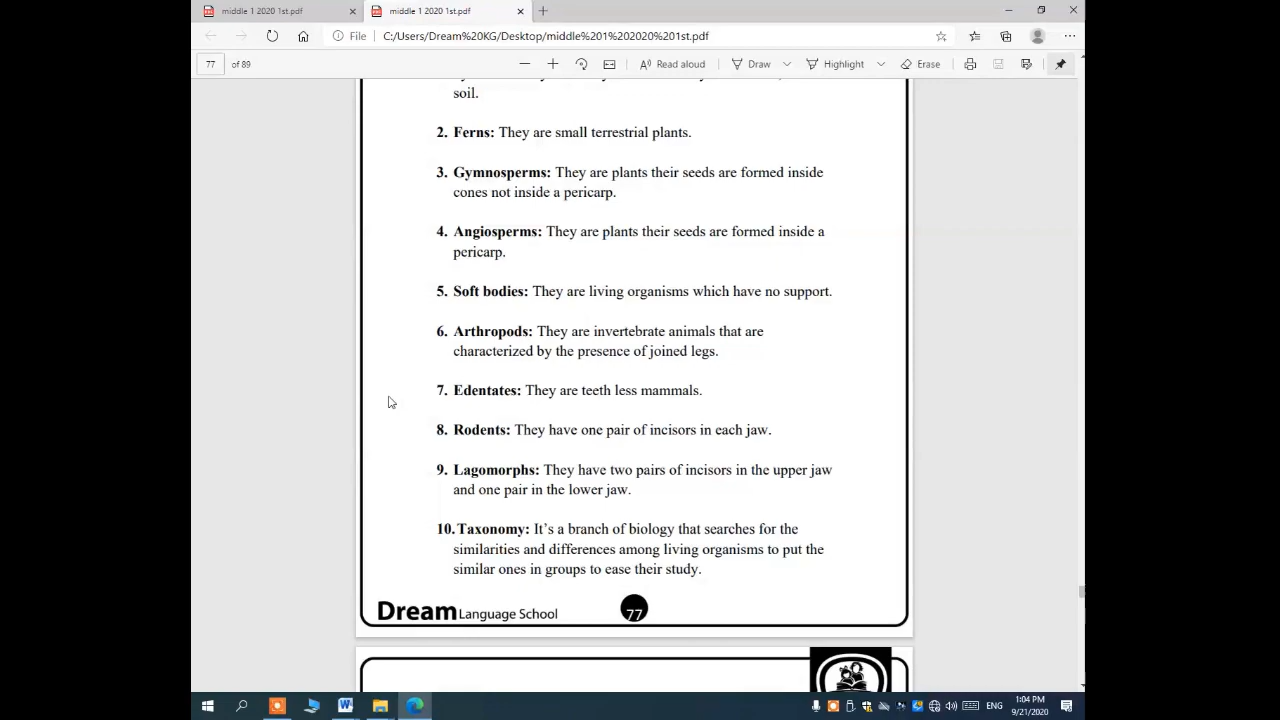 middle 1 2020 1st.pdf
middle 1 2020 1st.pdf
File C:/Users/Dream%20KG/Desktop/middle%201%202020%201st.pdf
77 of 89 Read aloud Draw Highlight Erase
soil.
2. Ferns: They are small terrestrial plants.
3. Gymnosperms: They are plants their seeds are formed inside
cones not inside a pericarp.
4. Angiosperms: They are plants their seeds are formed inside a
pericarp.
5. Soft bodies: They are living organisms which have no support.
6. Arthropods: They are invertebrate animals that are
characterized by the presence of joined legs.
7. Edentates: They are teeth less mammals.
8. Rodents: They have one pair of incisors in each jaw.
9. Lagomorphs: They have two pairs of incisors in the upper jaw
and one pair in the lower jaw.
10. Taxonomy: It's a branch of biology that searches for the
similarities and differences among living organisms to put the
similar ones in groups to ease their study.
Dream Language School 77
ENG 1:04 PM
9/21/2020